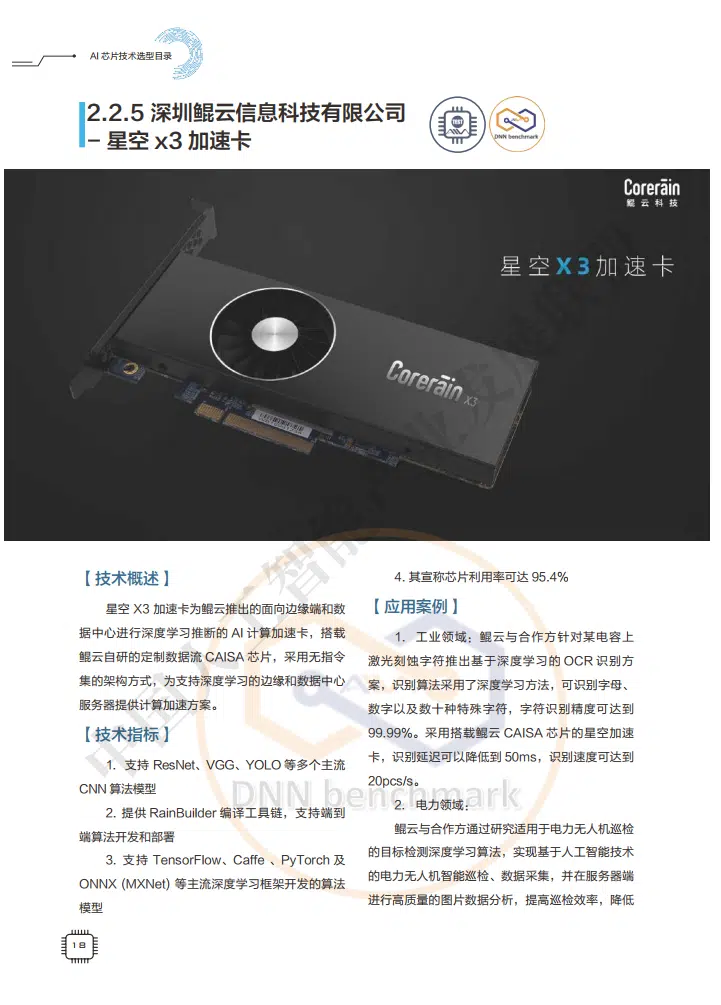 AI 芯片技术选型目录
2.2.5 深圳鲲云信息科技有限公司
– 星空 x3 加速卡
TEST
DNN benchmark
Corerain
鲲云科技
星空X3加速卡
Corerain X3
【 技术概述 】
星空 X3 加速卡为鲲云推出的面向边缘端和数
据中心进行深度学习推断的 AI 计算加速卡，搭载
鲲云自研的定制数据流 CAISA 芯片，采用无指令
集的架构方式，为支持深度学习的边缘和数据中心
服务器提供计算加速方案。
【 技术指标 】
1. 支持 ResNet、VGG、YOLO 等多个主流
CNN 算法模型
2. 提供 RainBuilder 编译工具链，支持端到
端算法开发和部署
3. 支持 TensorFlow、Caffe 、PyTorch 及
ONNX (MXNet) 等主流深度学习框架开发的算法
模型
4. 其宣称芯片利用率可达 95.4%
【 应用案例 】
1. 工业领域；鲲云与合作方针对某电容上
激光刻蚀字符推出基于深度学习的 OCR 识别方
案，识别算法采用了深度学习方法，可识别字母、
数字以及数十种特殊字符，字符识别精度可达到
99.99%。采用搭载鲲云 CAISA 芯片的星空加速
卡，识别延迟可以降低到 50ms，识别速度可达到
20pcs/s。
2. 电力领域；
鲲云与合作方通过研究适用于电力无人机巡检
的目标检测深度学习算法，实现基于人工智能技术
的电力无人机智能巡检、数据采集，并在服务器端
进行高质量的图片数据分析，提高巡检效率，降低
DNN benchmark
18